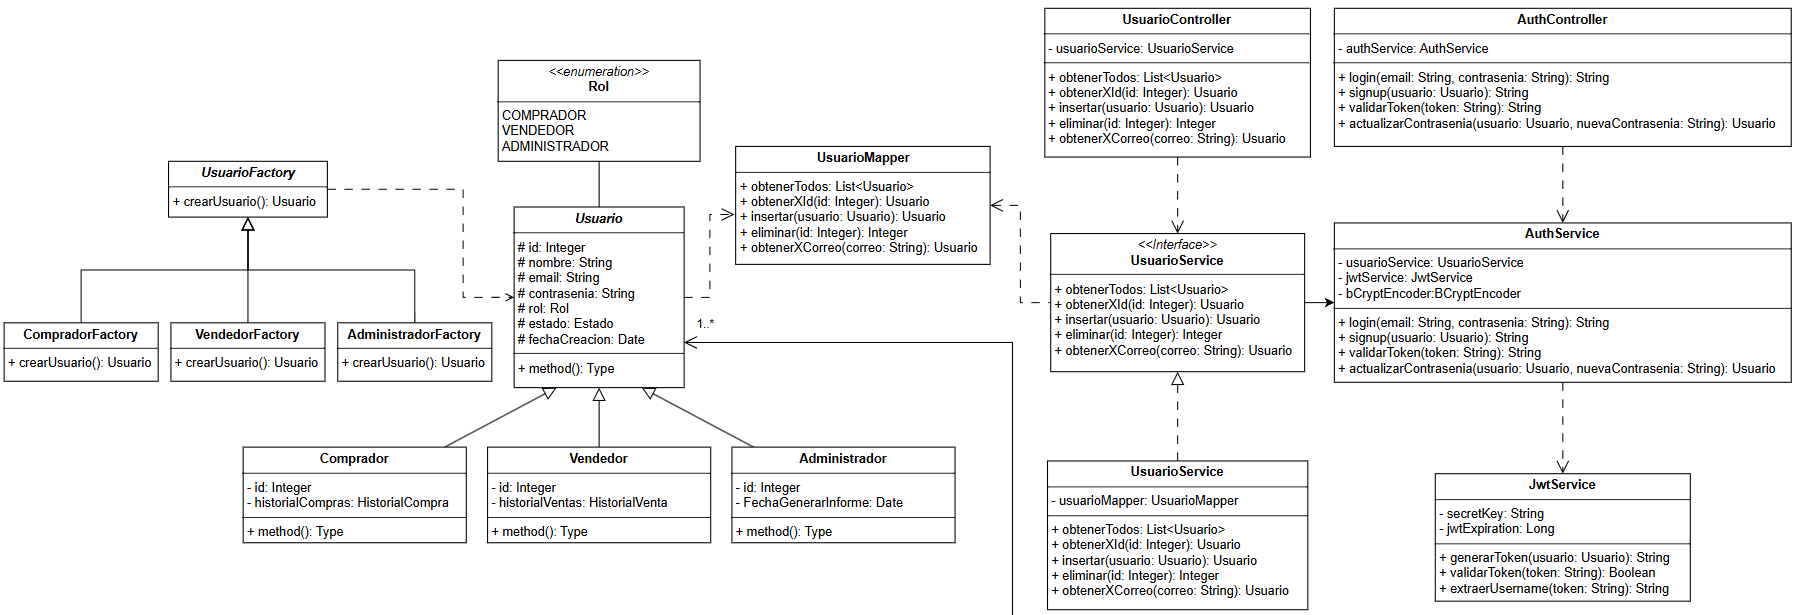 <<enumeration>>
Rol
COMPRADOR
VENDEDOR
ADMINISTRADOR
UsuarioFactory
+ crearUsuario(): Usuario
CompradorFactory
+ crearUsuario(): Usuario
VendedorFactory
+ crearUsuario(): Usuario
AdministradorFactory
+ crearUsuario(): Usuario
Usuario
# id: Integer
# nombre: String
# email: String
# contrasenia: String
# rol: Rol
# estado: Estado
# fechaCreacion: Date
+ method(): Type
1..*
Comprador
- id: Integer
- historialCompras: HistorialCompra
+ method(): Type
Vendedor
- id: Integer
- historialVentas: HistorialVenta
+ method(): Type
Administrador
- id: Integer
- FechaGenerarInforme: Date
+ method(): Type
UsuarioMapper
+ obtenerTodos: List<Usuario>
+ obtenerXId(id: Integer): Usuario
+ insertar(usuario: Usuario): Usuario
+ eliminar(id: Integer): Integer
+ obtenerXCorreo(correo: String): Usuario
UsuarioController
- usuarioService: UsuarioService
+ obtenerTodos: List<Usuario>
+ obtenerXId(id: Integer): Usuario
+ insertar(usuario: Usuario): Usuario
+ eliminar(id: Integer): Integer
+ obtenerXCorreo(correo: String): Usuario
<<Interface>>
UsuarioService
+ obtenerTodos: List<Usuario>
+ obtenerXId(id: Integer): Usuario
+ insertar(usuario: Usuario): Usuario
+ eliminar(id: Integer): Integer
+ obtenerXCorreo(correo: String): Usuario
UsuarioService
- usuarioMapper: UsuarioMapper
+ obtenerTodos: List<Usuario>
+ obtenerXId(id: Integer): Usuario
+ insertar(usuario: Usuario): Usuario
+ eliminar(id: Integer): Integer
+ obtenerXCorreo(correo: String): Usuario
AuthController
- authService: AuthService
+ login(email: String, contrasenia: String): String
+ signup(usuario: Usuario): String
+ validarToken(token: String): String
+ actualizarContrasenia(usuario: Usuario, nuevaContrasenia: String): Usuario
AuthService
- usuarioService: UsuarioService
- jwtService: JwtService
- bCryptEncoder:BCryptEncoder
+ login(email: String, contrasenia: String): String
+ signup(usuario: Usuario): String
+ validarToken(token: String): String
+ actualizarContrasenia(usuario: Usuario, nuevaContrasenia: String): Usuario
JwtService
- secretKey: String
- jwtExpiration: Long
+ generarToken(usuario: Usuario): String
+ validarToken(token: String): Boolean
+ extraerUsername(token: String): String